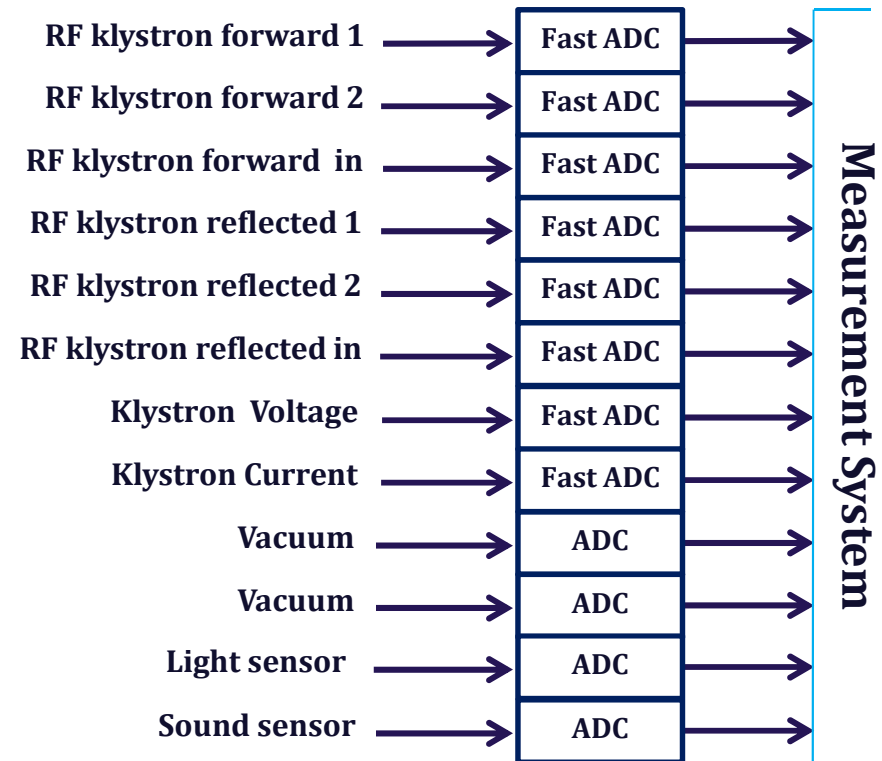 RF klystron forward 1
Fast ADC
RF klystron forward 2
Fast ADC
RF klystron forward in
Fast ADC
RF klystron reflected 1
Fast ADC
RF klystron reflected 2
Fast ADC
RF klystron reflected in
Fast ADC
Klystron Voltage
Fast ADC
Klystron Current
Fast ADC
Vacuum
ADC
Vacuum
ADC
Light sensor
ADC
Sound sensor
ADC
Measurement System